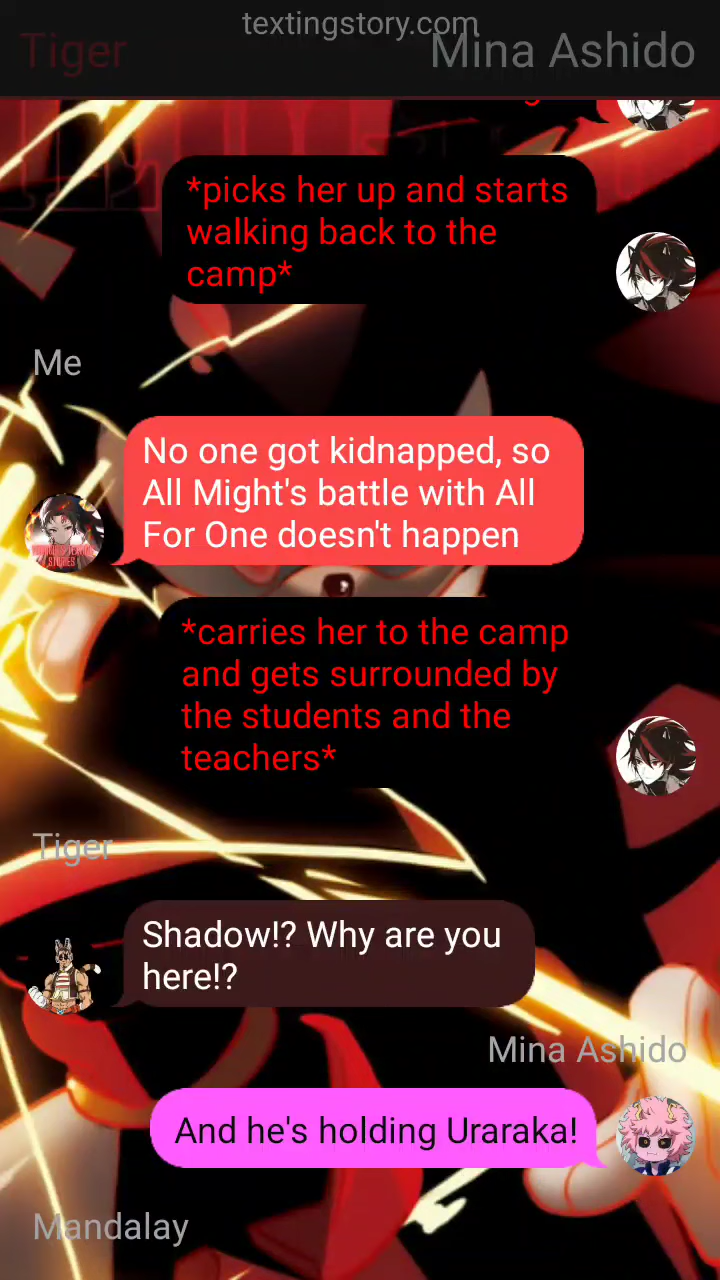 textingstory.com
Tiger
Mina Ashido
*picks her up and starts
walking back to the
camp*
Me
No one got kidnapped, so
All Might's battle with All
For One doesn't happen
*carries her to the camp
and gets surrounded by
the students and the
teachers*
Tiger
Shadow!? Why are you
here!?
Mina Ashido
And he's holding Uraraka!
Mandalay